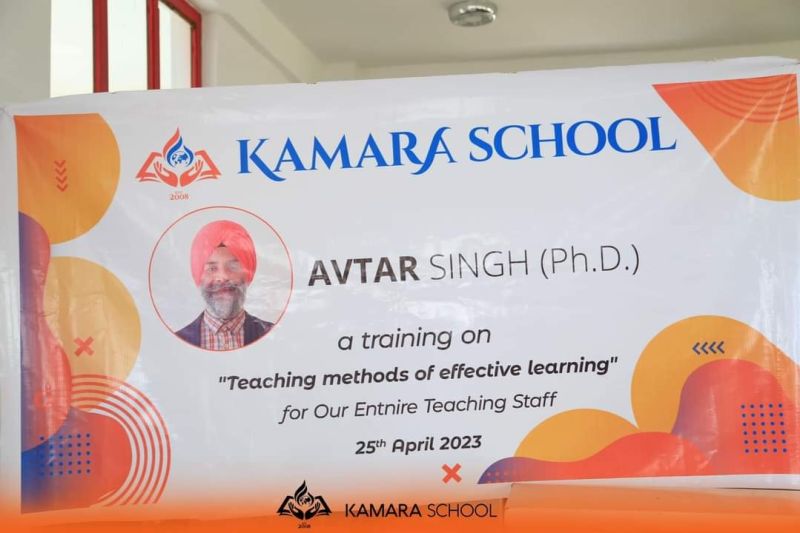 KAMARA SCHOOL
2008
AVTAR SINGH (Ph.D.)
a training on
"Teaching methods of effective learning"
for Our Entnire Teaching Staff
25th April 2023
KAMARA SCHOOL
2008